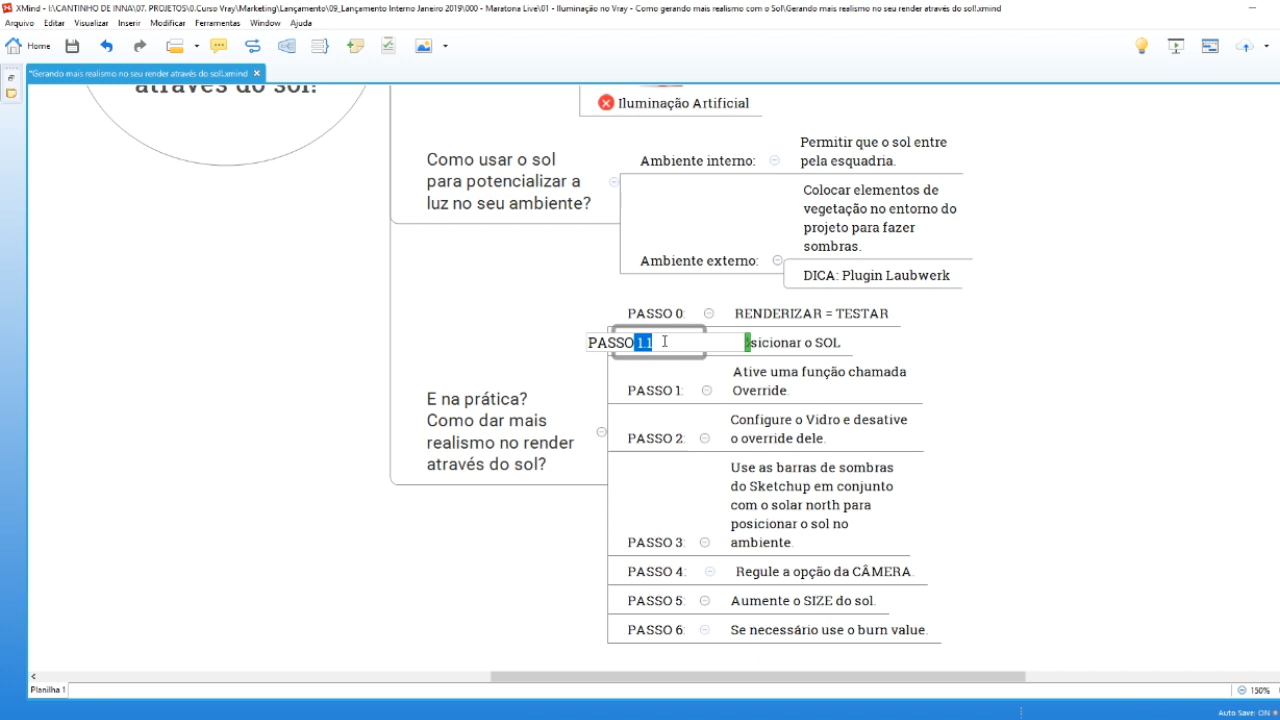 XMind - I:\CANTINHO DE INNA\07. PROJETOS\0.Curso Vray\Marketing\Lançamento\09_Lançamento Interno Janeiro 2019\000 - Maratona Live\01 - Iluminação no Vray - Como gerando mais realismo com o Sol\Gerando mais realismo no seu render através do sol!.xmind
Arquivo Editar Visualizar Inserir Modificar Ferramentas Window Ajuda
Home
*Gerando mais realismo no seu render através do sol!.xmind
através do sol!
Iluminação Artificial
Como usar o sol
para potencializar a
luz no seu ambiente?
Ambiente interno:
Permitir que o sol entre
pela esquadria.
Ambiente externo:
Colocar elementos de
vegetação no entorno do
projeto para fazer
sombras.
DICA: Plugin Laubwerk
E na prática?
Como dar mais
realismo no render
através do sol?
PASSO 0: RENDERIZAR = TESTAR
PASSO 1.1 sicionar o SOL
PASSO 1: Ative uma função chamada
Override.
PASSO 2: Configure o Vidro e desative
o override dele.
PASSO 3: Use as barras de sombras
do Sketchup em conjunto
com o solar north para
posicionar o sol no
ambiente.
PASSO 4: Regule a opção da CÂMERA.
PASSO 5: Aumente o SIZE do sol.
PASSO 6: Se necessário use o burn value.
Planilha 1
150%
Auto Save: ON